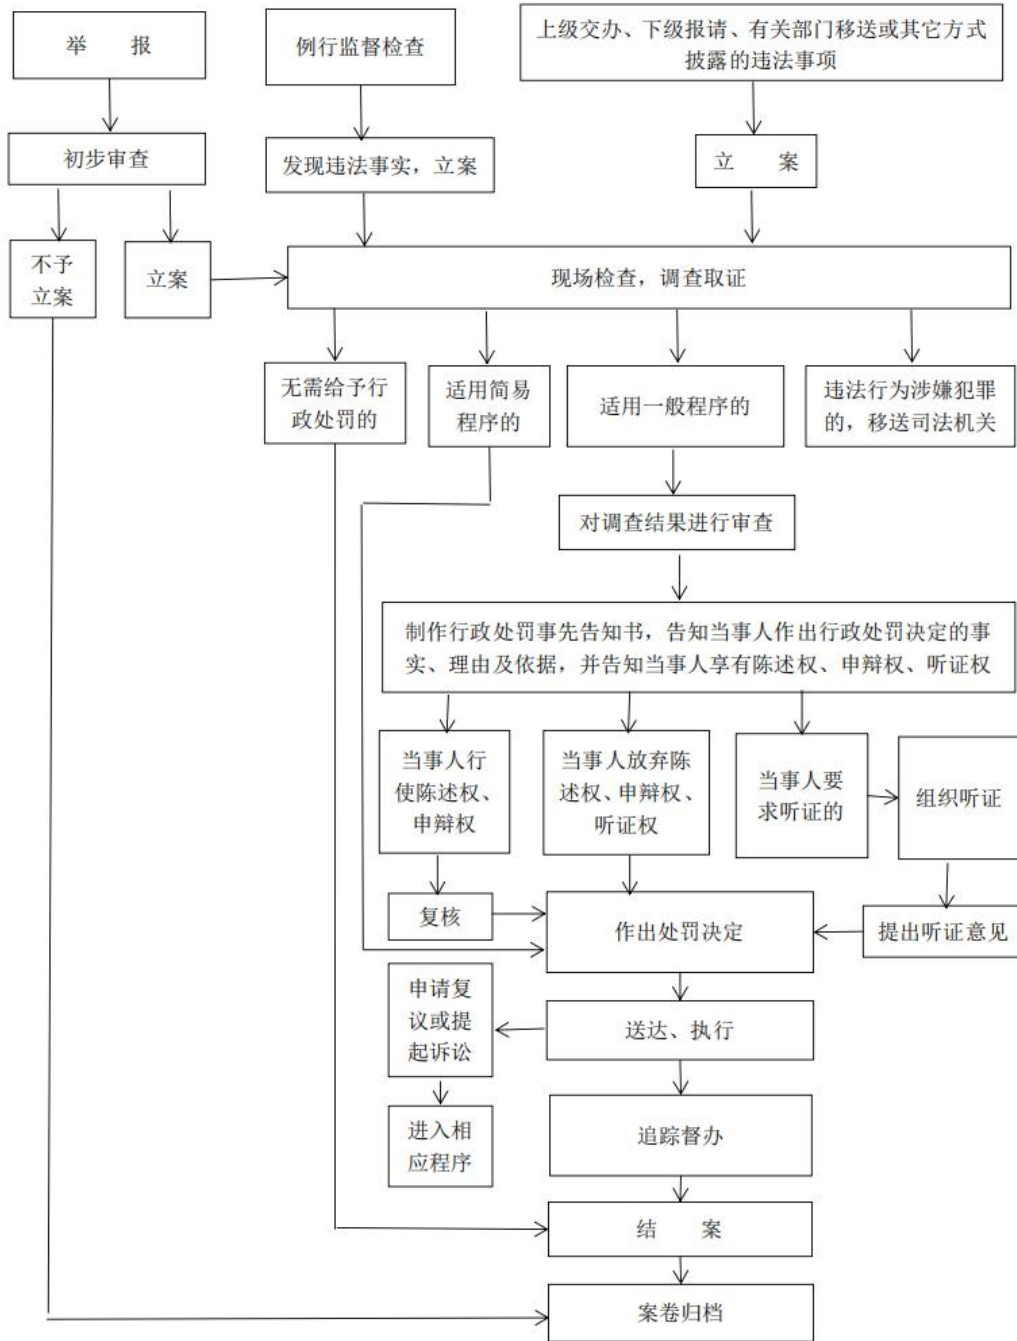 举　　报
例行监督检查
上级交办、下级报请、有关部门移送或其它方式
披露的违法事项
初步审查
发现违法事实，立案
立　　案
不予
立案
立案
现场检查，调查取证
无需给予行
政处罚的
适用简易
程序的
适用一般程序的
违法行为涉嫌犯罪
的，移送司法机关
对调查结果进行审查
制作行政处罚事先告知书，告知当事人作出行政处罚决定的事
实、理由及依据，并告知当事人享有陈述权、申辩权、听证权
当事人行
使陈述权、
申辩权
当事人放弃陈
述权、申辩权、
听证权
当事人要
求听证的
组织听证
复核
作出处罚决定
提出听证意见
申请复
议或提
起诉讼
送达、执行
进入相
应程序
追踪督办
结　　案
案卷归档